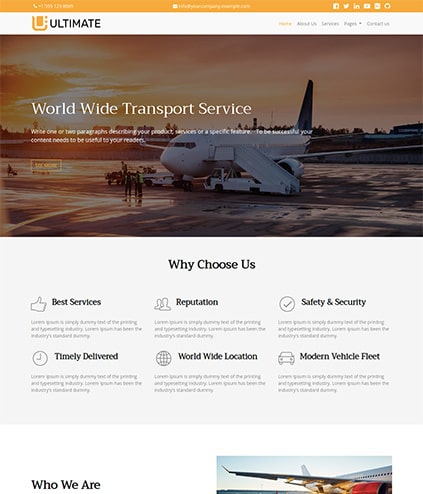 +1 555 123 8069
info@yourcompany.example.com
ULTIMATE
Home About Us Services Pages Contact us
World Wide Transport Service
Write one or two paragraphs describing your product, services or a specific feature. To be successful your
content needs to be useful to your readers.
SEE MORE
Why Choose Us
Best Services
Lorem Ipsum is simply dummy text of the printing
and typesetting industry. Lorem Ipsum has been
the industry's standard dummy.
Reputation
Lorem Ipsum is simply dummy text of the printing
and typesetting industry. Lorem Ipsum has been
the industry's standard dummy.
Safety & Security
Lorem Ipsum is simply dummy text of the printing
and typesetting industry. Lorem Ipsum has been
the industry's standard dummy.
Timely Delivered
Lorem Ipsum is simply dummy text of the
printing and typesetting industry. Lorem Ipsum
has been the industry.
World Wide Location
Lorem Ipsum is simply dummy text of the
printing and typesetting industry. Lorem Ipsum
has been the industry.
Modern Vehicle Fleet
Lorem Ipsum is simply dummy text of the
printing and typesetting industry. Lorem Ipsum
has been the industry.
Who We Are